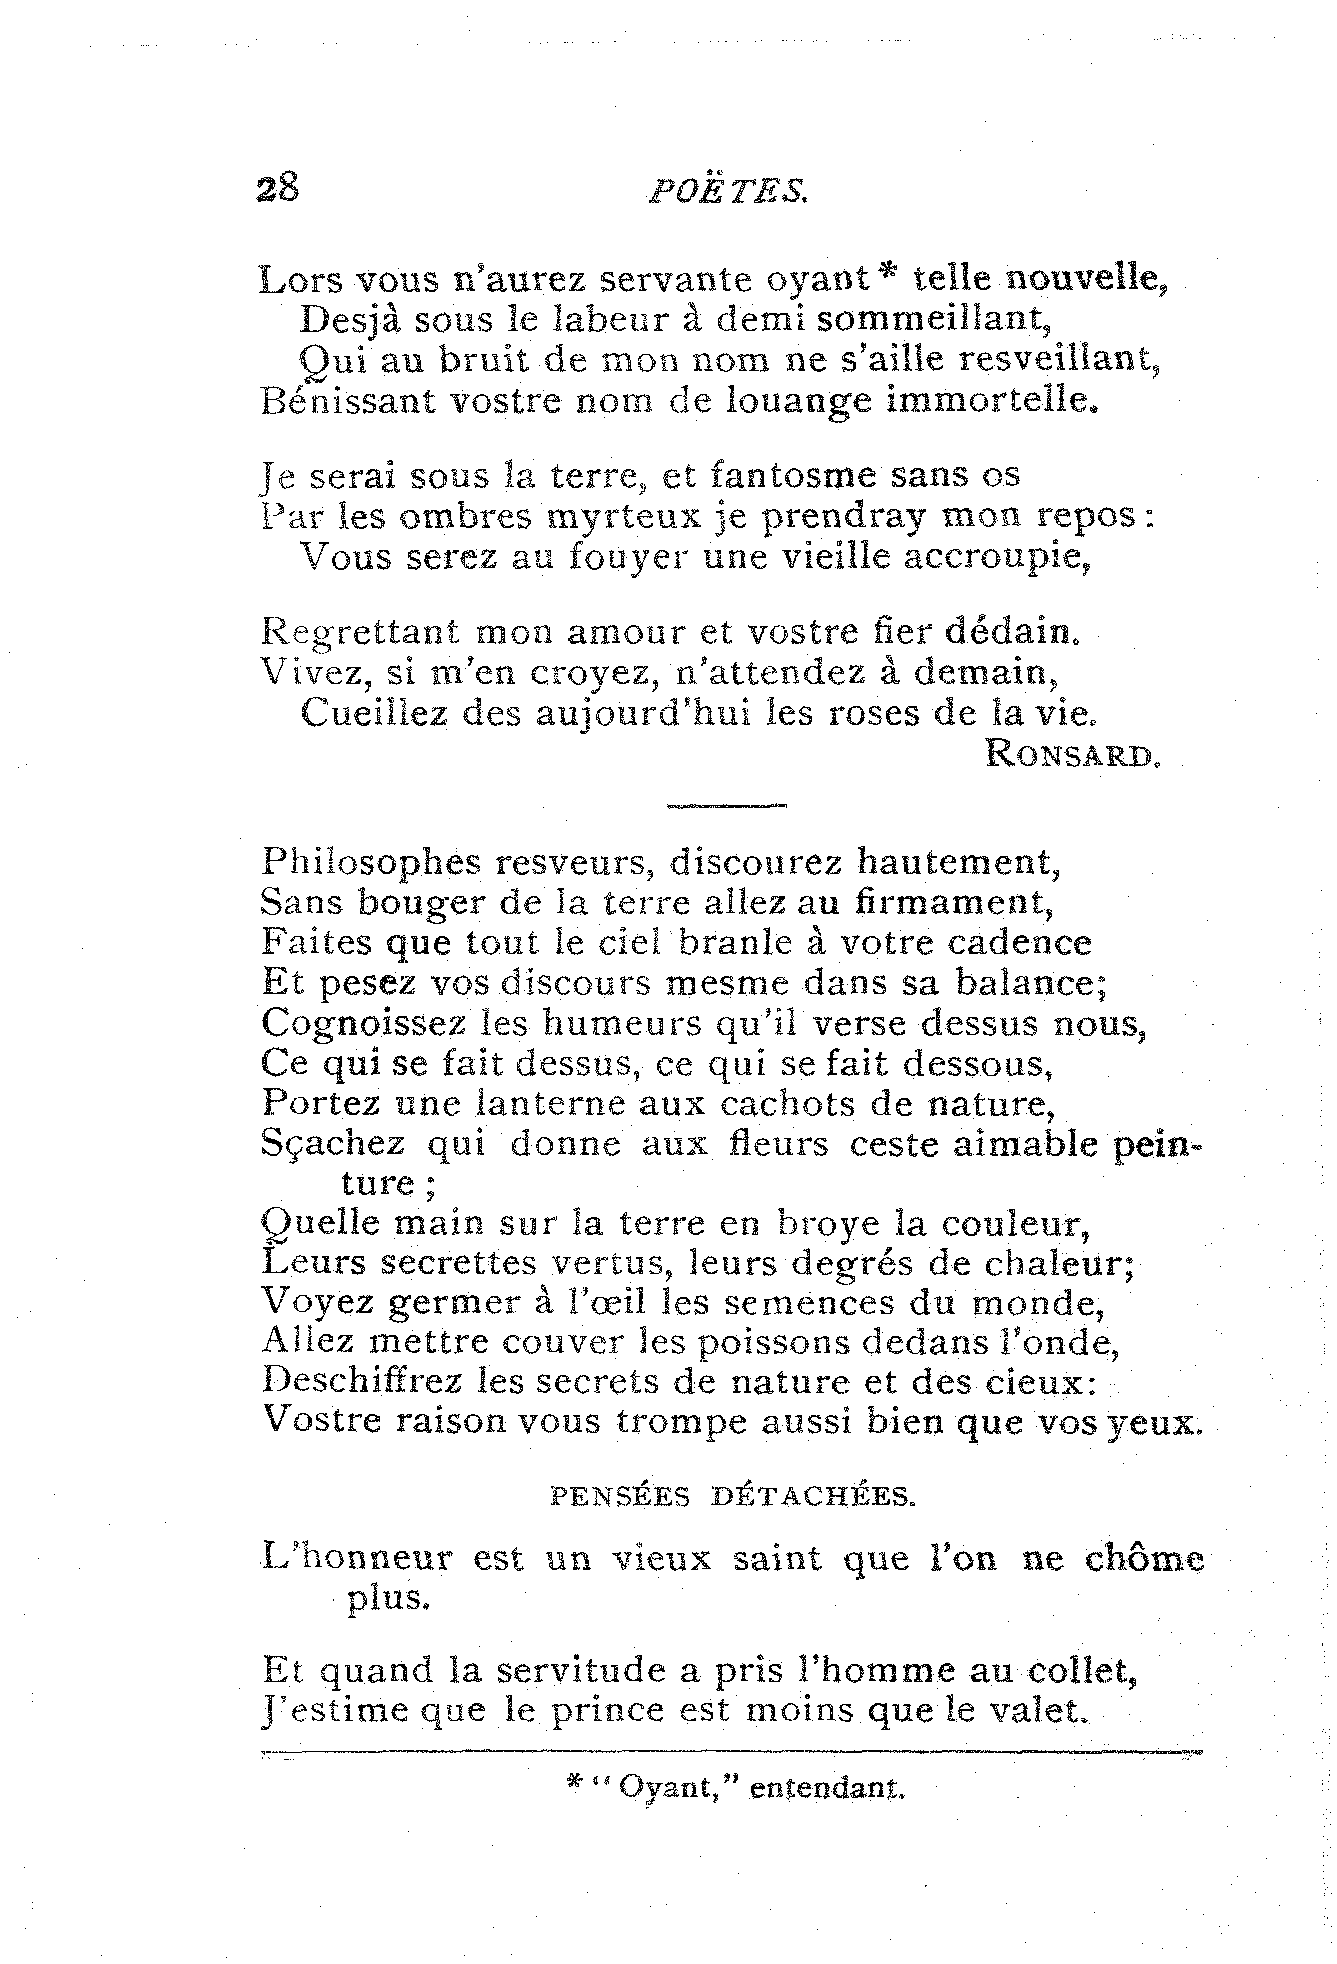 28 POËTES.
Lors vous n'aurez servante oyant* telle nouvelle,
Desjà sous le labeur à demi sommeillant,
Qui au bruit de mon nom ne s'aille resveillant,
Bénissant vostre nom de louange immortelle.
Je serai sous la terre, et fantosme sans os
Par les ombres myrteux je prendray mon repos :
Vous serez au fouyer une vieille accroupie,
Regrettant mon amour et vostre fier dédain.
Vivez, si m'en croyez, n'attendez à demain,
Cueillez des aujourd'hui les roses de la vie.
RONSARD.
Philosophes resveurs, discourez hautement,
Sans bouger de la terre allez au firmament,
Faites que tout le ciel branle à votre cadence
Et pesez vos discours mesme dans sa balance;
Cognoissez les humeurs qu'il verse dessus nous,
Ce qui se fait dessus, ce qui se fait dessous,
Portez une lanterne aux cachots de nature,
Sçachez qui donne aux fleurs ceste aimable pein-
ture ;
Quelle main sur la terre en broye la couleur,
Leurs secrettes vertus, leurs degrés de chaleur;
Voyez germer à l'œil les semences du monde,
Allez mettre couver les poissons dedans l'onde,
Deschiffrez les secrets de nature et des cieux:
Vostre raison vous trompe aussi bien que vos yeux.
PENSÉES DÉTACHÉES.
L'honneur est un vieux saint que l'on ne chôme
plus.
Et quand la servitude a pris l'homme au collet,
J'estime que le prince est moins que le valet.
* "Oyant," entendant.